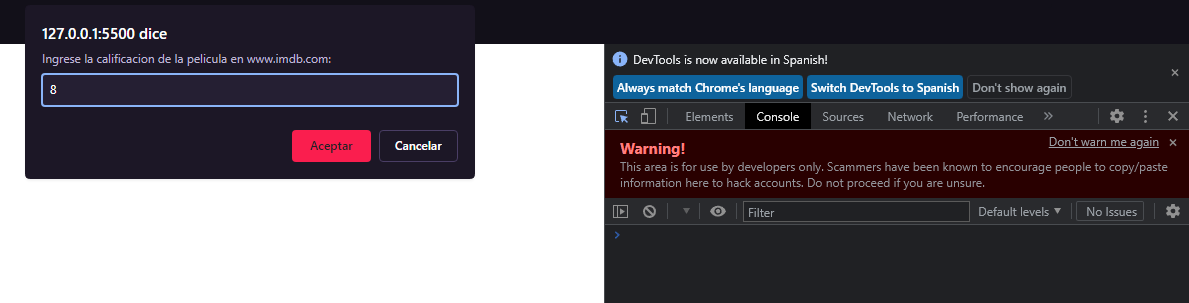 127.0.0.1:5500 dice
Ingrese la calificacion de la pelicula en www.imdb.com:
8
Aceptar
Cancelar
DevTools is now available in Spanish!
Always match Chrome's language
Switch DevTools to Spanish
Don't show again
Elements
Console
Sources
Network
Performance
Warning!
Don't warn me again
This area is for use by developers only. Scammers have been known to encourage people to copy/paste
information here to hack accounts. Do not proceed if you are unsure.
Filter
Default levels
No Issues